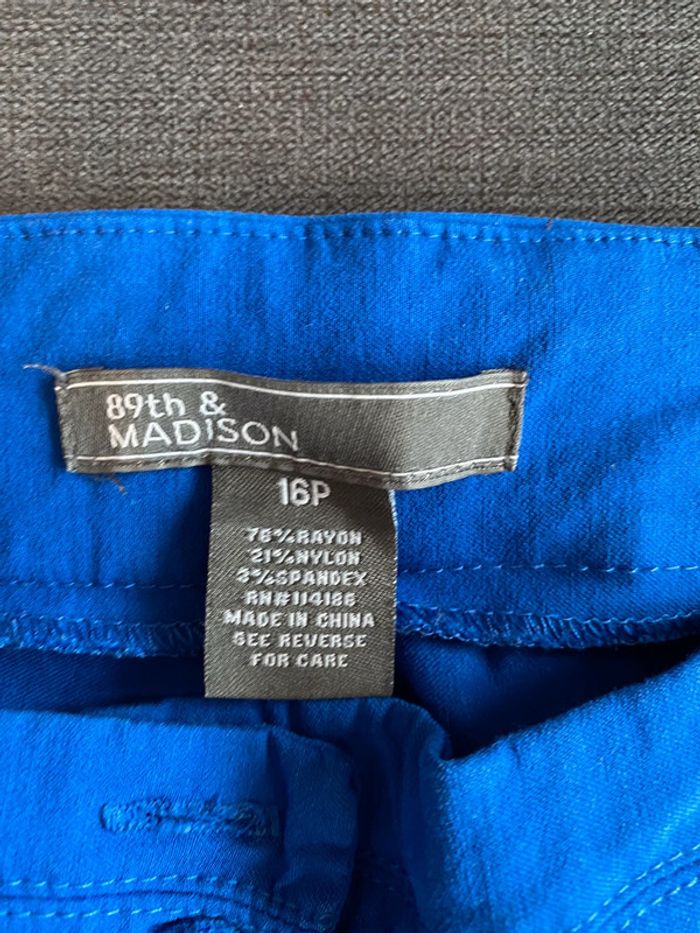 89th &
MADISON
16P
76%RAYON
21%NYLON
3%SPANDEX
RN#114186
MADE IN CHINA
SEE REVERSE
FOR CARE